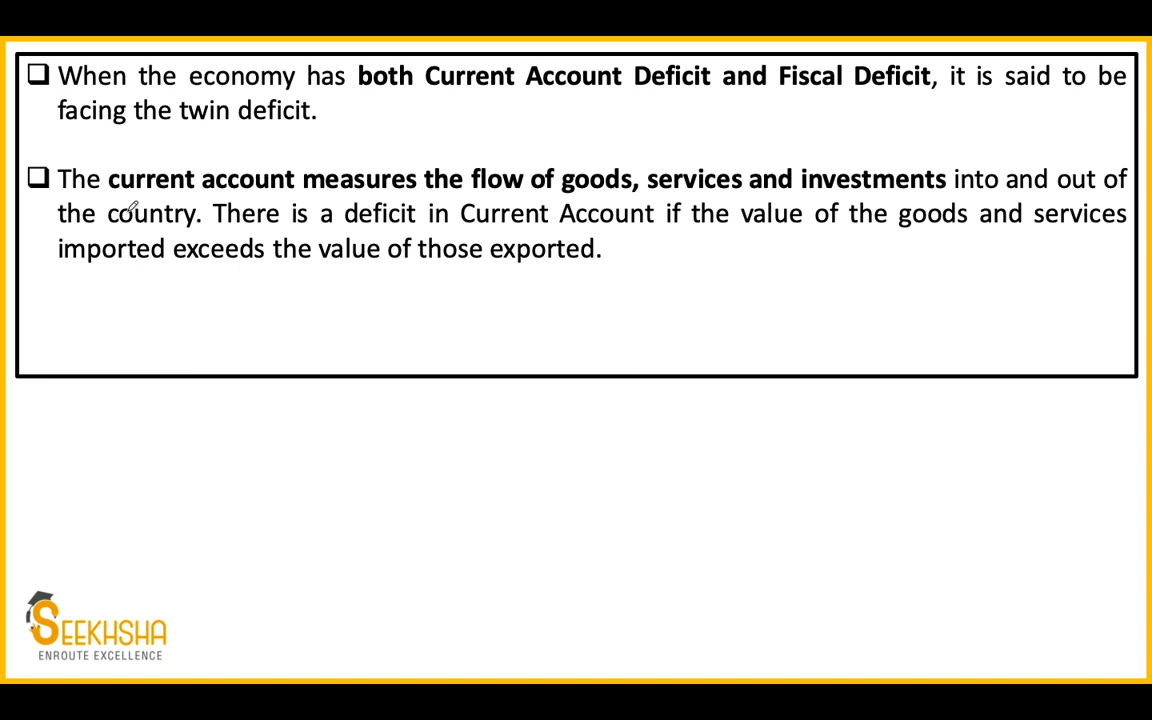 When the economy has both Current Account Deficit and Fiscal Deficit, it is said to be
facing the twin deficit.
The current account measures the flow of goods, services and investments into and out of
the country. There is a deficit in Current Account if the value of the goods and services
imported exceeds the value of those exported.
SEEKHSHA
ENROUTE EXCELLENCE